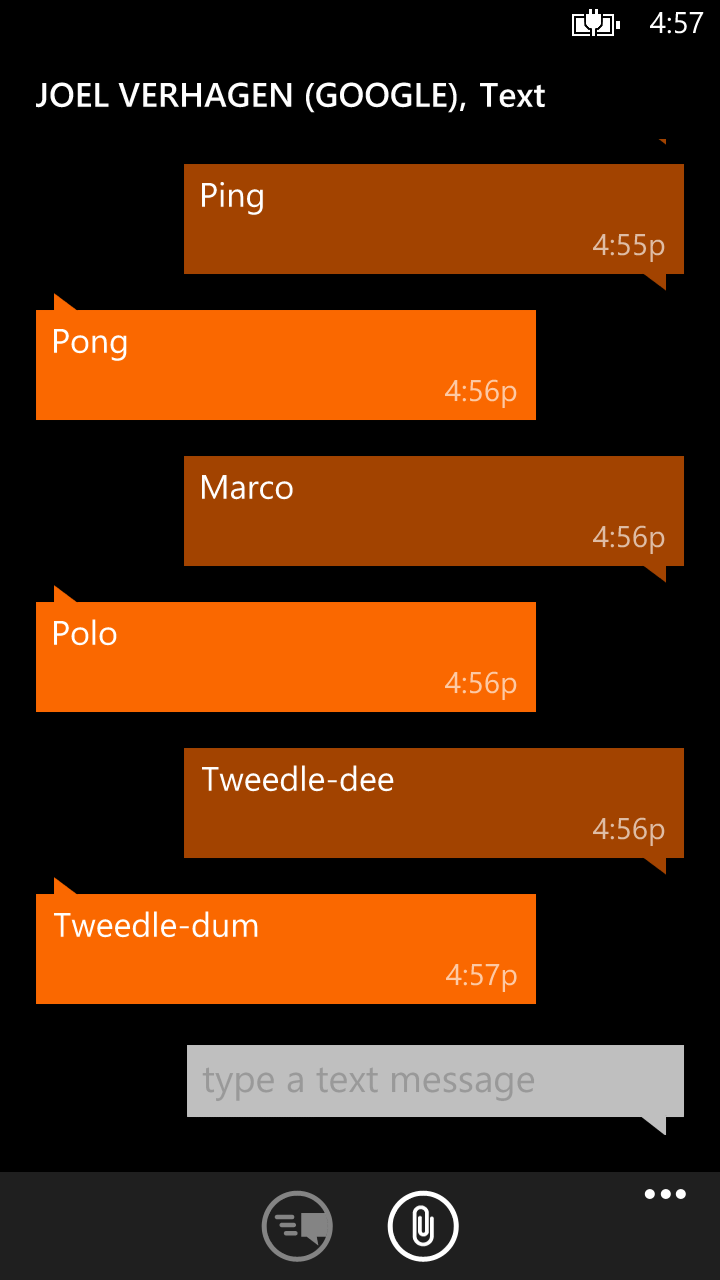 4:57
JOEL VERHAGEN (GOOGLE), Text
Ping
4:55p
Pong
4:56p
Marco
4:56p
Polo
4:56p
Tweedle-dee
4:56p
Tweedle-dum
4:57p
type a text message